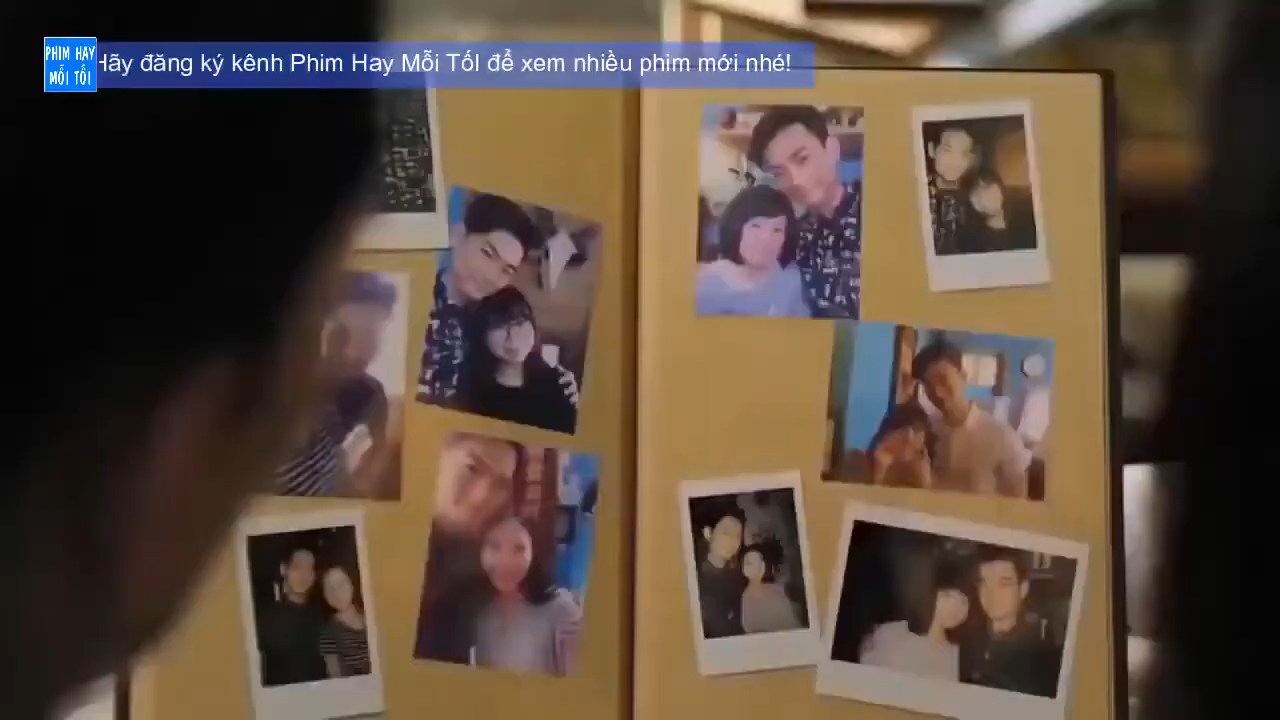 PHIM HAY
MỖI TỐI
Hãy đăng ký kênh Phim Hay Mỗi TốI để xem nhiều phim mới nhé!